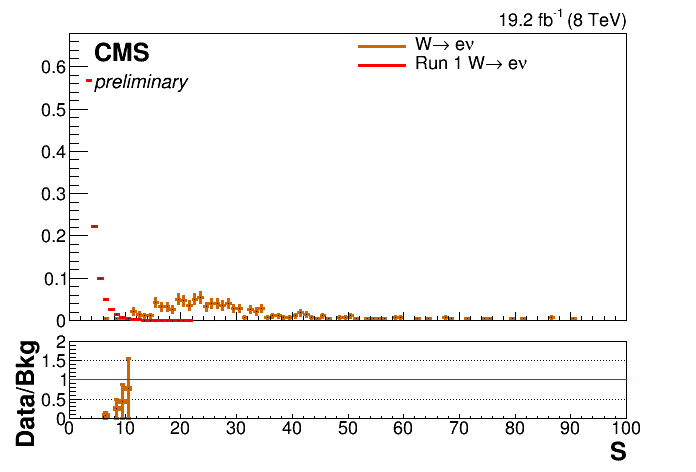 19.2 fb⁻¹ (8 TeV)
CMS
preliminary
W→ eν
Run 1 W→ eν
0.6
0.5
0.4
0.3
0.2
0.1
0
Data/Bkg
2
1.5
1
0.5
0
0 10 20 30 40 50 60 70 80 90 100
S